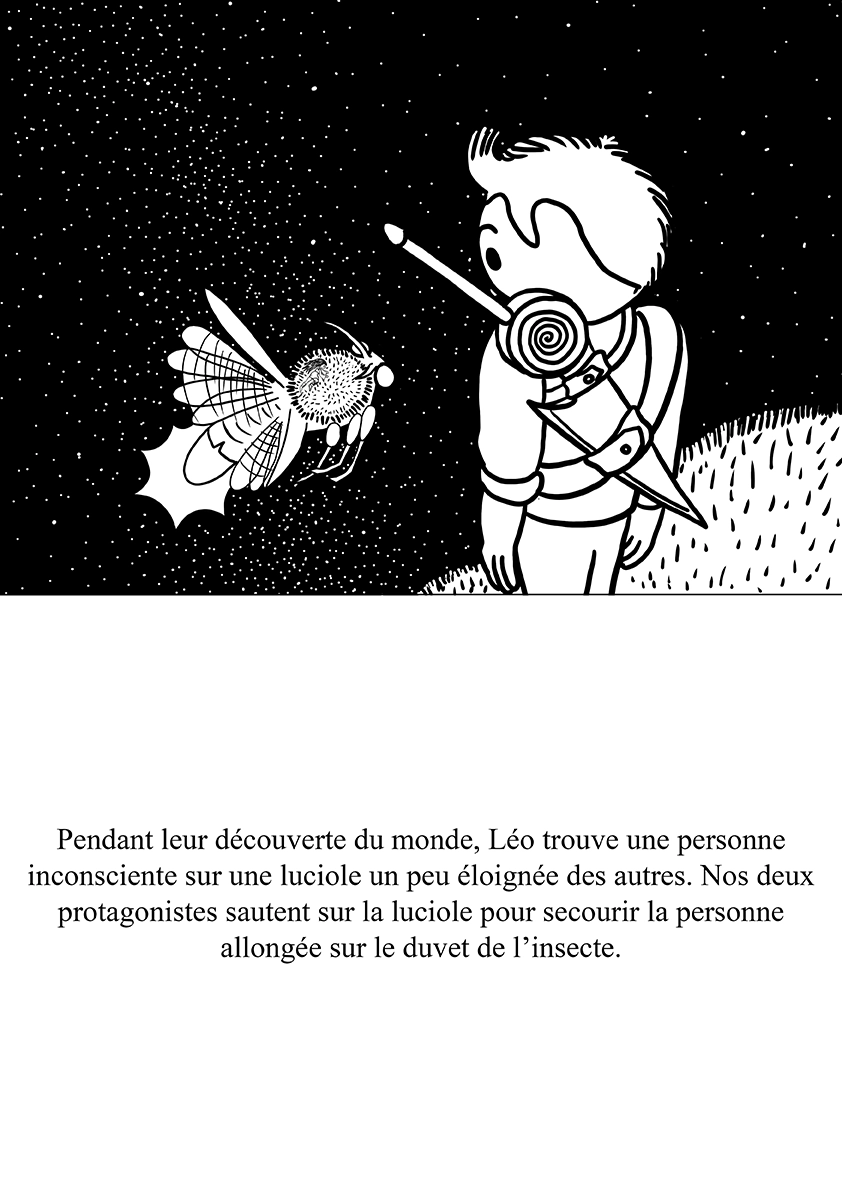 Pendant leur découverte du monde, Léo trouve une personne
inconsciente sur une luciole un peu éloignée des autres. Nos deux
protagonistes sautent sur la luciole pour secourir la personne
allongée sur le duvet de l’insecte.